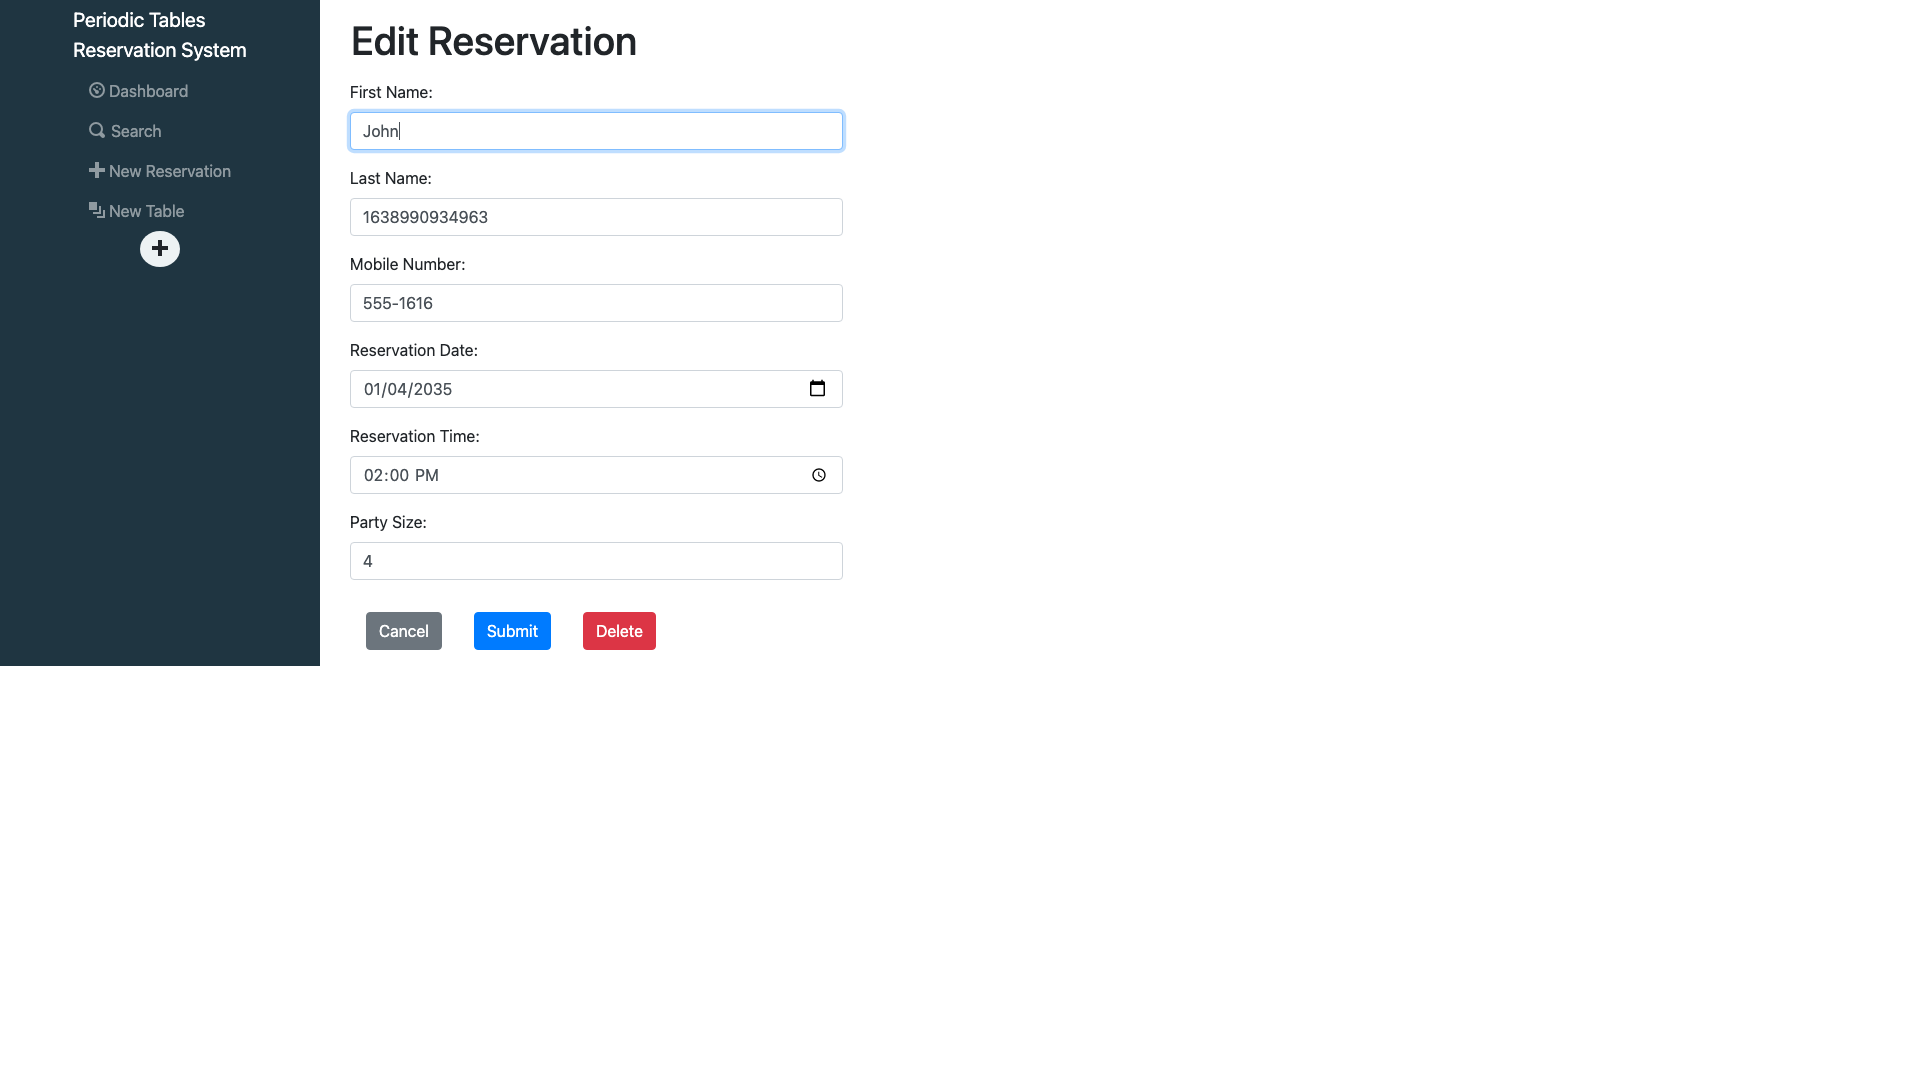 Periodic Tables
Reservation System
Dashboard
Search
New Reservation
New Table
Edit Reservation
First Name:
John
Last Name:
1638990934963
Mobile Number:
555-1616
Reservation Date:
01/04/2035
Reservation Time:
02:00 PM
Party Size:
4
Cancel Submit Delete